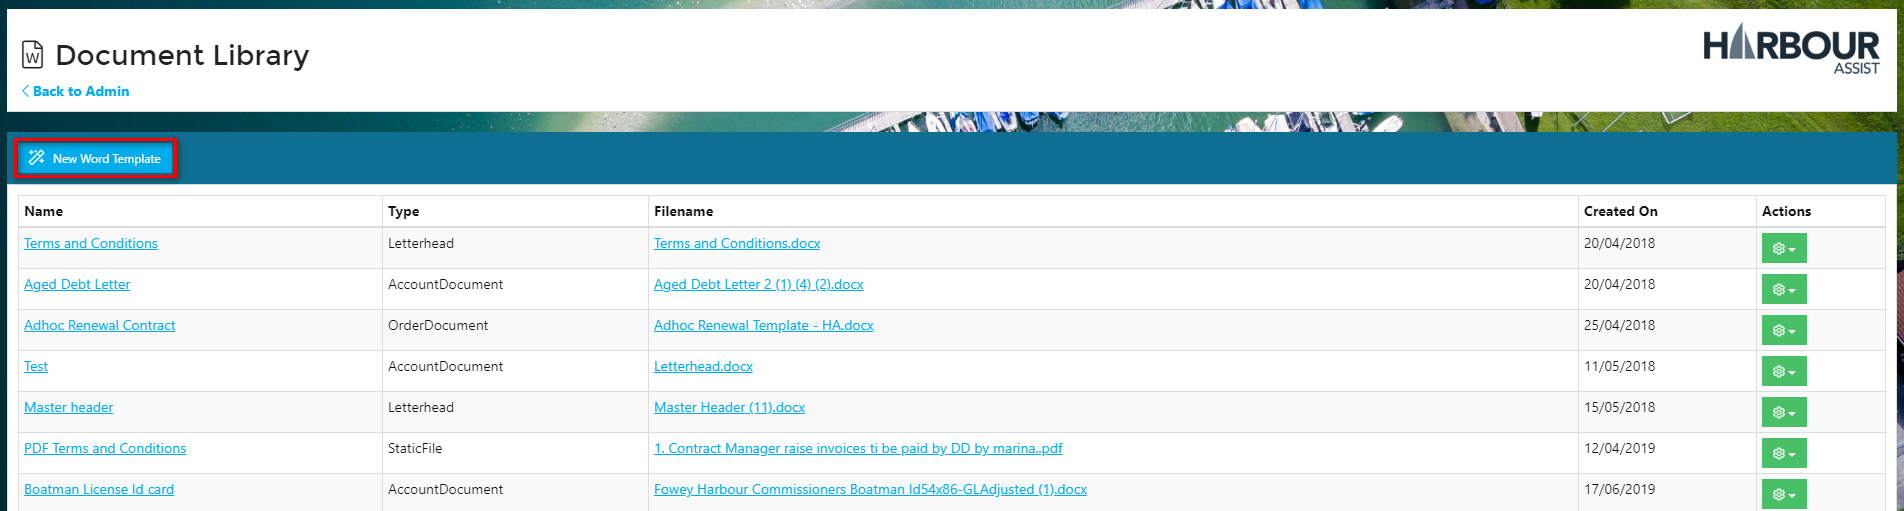 HARBOUR
ASSIST
W Document Library
Back to Admin
New Word Template
Name Type Filename Created On Actions
Terms and Conditions Letterhead Terms and Conditions.docx 20/04/2018
Aged Debt Letter AccountDocument Aged Debt Letter 2 (1) (4) (2).docx 20/04/2018
Adhoc Renewal Contract OrderDocument Adhoc Renewal Template - HA.docx 25/04/2018
Test AccountDocument Letterhead.docx 11/05/2018
Master header Letterhead Master Header (11).docx 15/05/2018
PDF Terms and Conditions StaticFile 1. Contract Manager raise invoices ti be paid by DD by marina..pdf 12/04/2019
Boatman License Id card AccountDocument Fowey Harbour Commissioners Boatman Id54x86-GLAdjusted (1).docx 17/06/2019